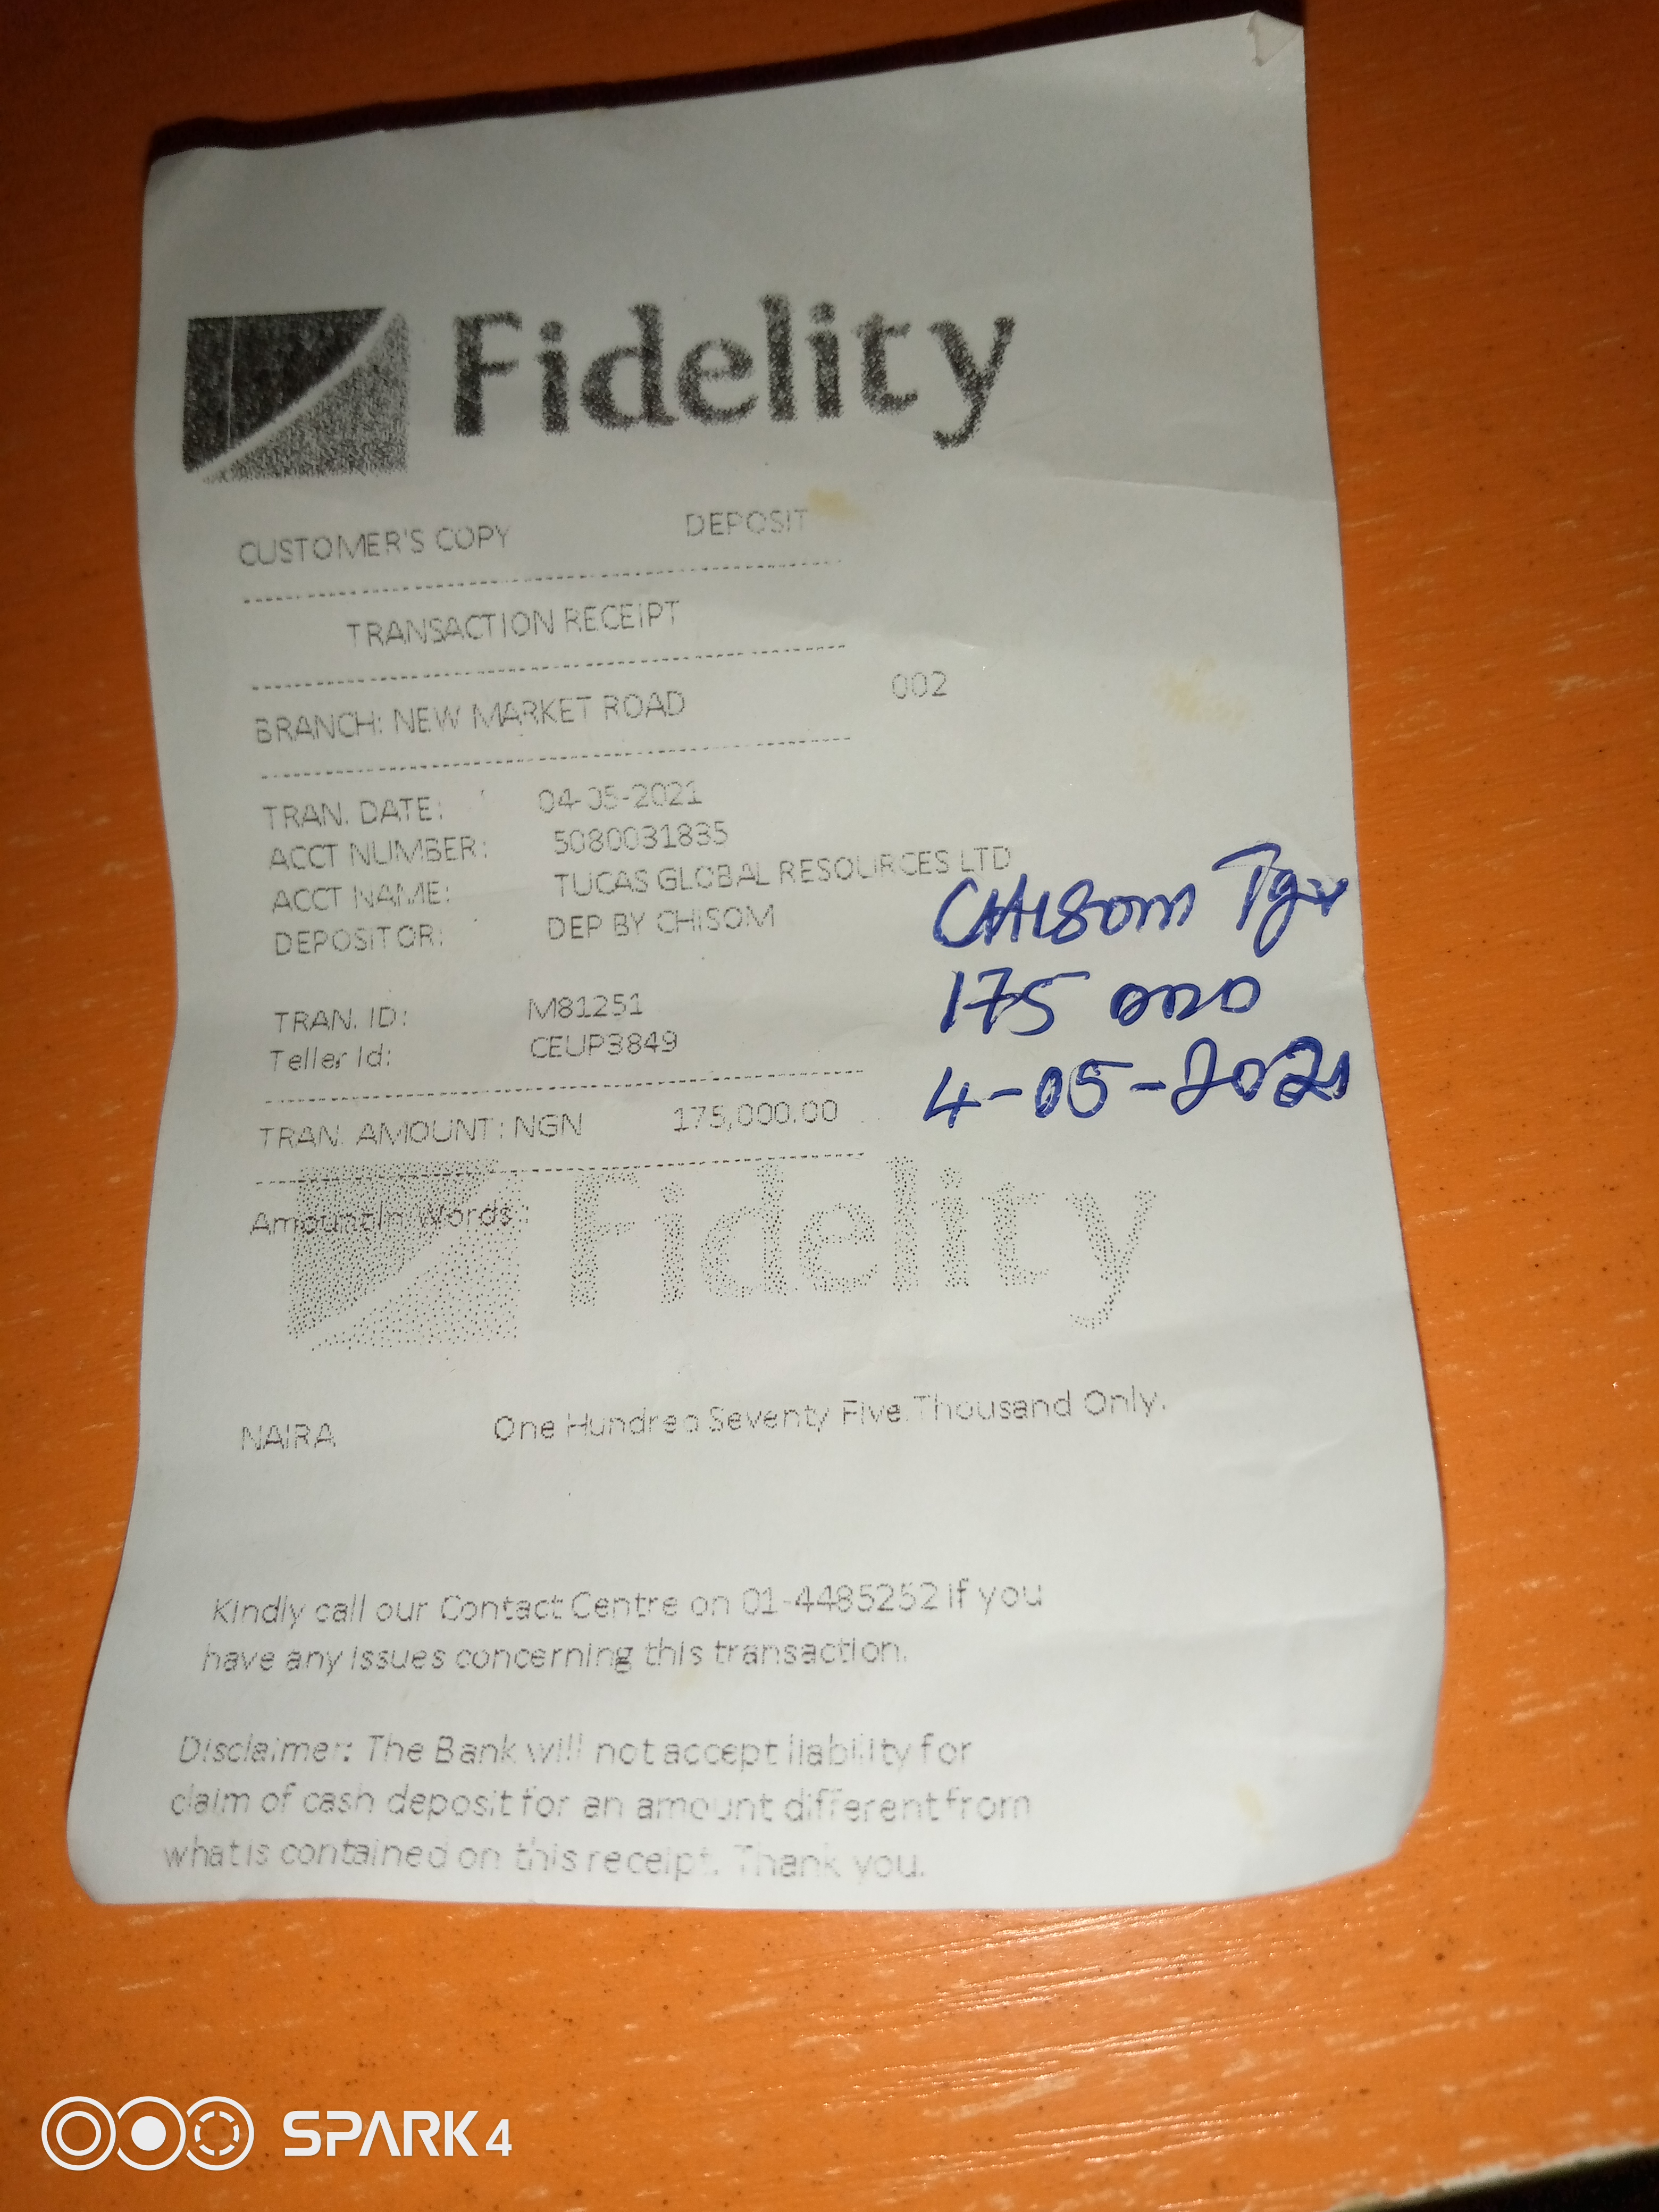 Fidelity
CUSTOMER'S COPY DEPOSIT
TRANSACTION RECEIPT
BRANCH: NEW MARKET ROAD 002
TRAN. DATE: 04-05-2021
ACCT NUMBER: 5080031835
ACCT NAME: TUCAS GLOBAL RESOURCES LTD
DEPOSITOR: DEP BY CHISOM
CHISOM
175 000
4-05-2021
TRAN. ID: M81251
Teller Id: CEUP3849
TRAN. AMOUNT: NGN 175,000.00
Fidelity
Amount In Words:
NAIRA One Hundred Seventy Five Thousand Only.
Kindly call our Contact Centre on 01-4485252 if you
have any issues concerning this transaction.
Disclaimer: The Bank will not accept liability for
claim of cash deposit for an amount different from
what is contained on this receipt. Thank you.
SPARK 4